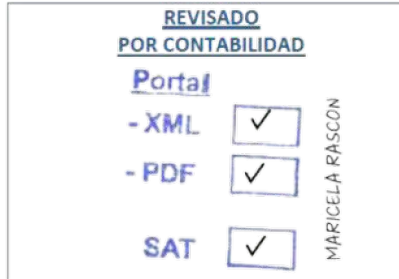 REVISADO
POR CONTABILIDAD
Portal
- XML ✓
- PDF ✓
SAT ✓
MARICELA RASCON